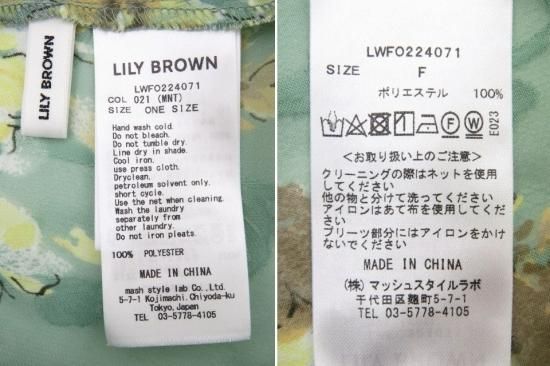 LILY BROWN
LILY BROWN
LWFO224071
COL 021 (MNT)
SIZE ONE SIZE
Hand wash cold.
Do not bleach.
Do not tumble dry.
Line dry in shade.
Cool iron,
use press cloth.
Dryclean,
petroleum solvent only,
short cycle.
Use the net when cleaning.
Wash the laundry
separately from
other laundry.
Do not iron pleats.
100% POLYESTER
MADE IN CHINA
mash style lab Co.,Ltd.
5-7-1 Kojimachi,Chiyoda-ku
Tokyo,Japan
TEL 03-5778-4105
LWFO224071
SIZE F
ポリエステル 100%
F W E023
<お取り扱い上のご注意>
クリーニングの際はネットを使用
してください
他の物と分けて洗ってください
アイロンはあて布を使用してくだ
さい
プリーツ部分にはアイロンをかけ
ないでください
MADE IN CHINA
(株) マッシュスタイルラボ
千代田区麹町5-7-1
TEL 03-5778-4105